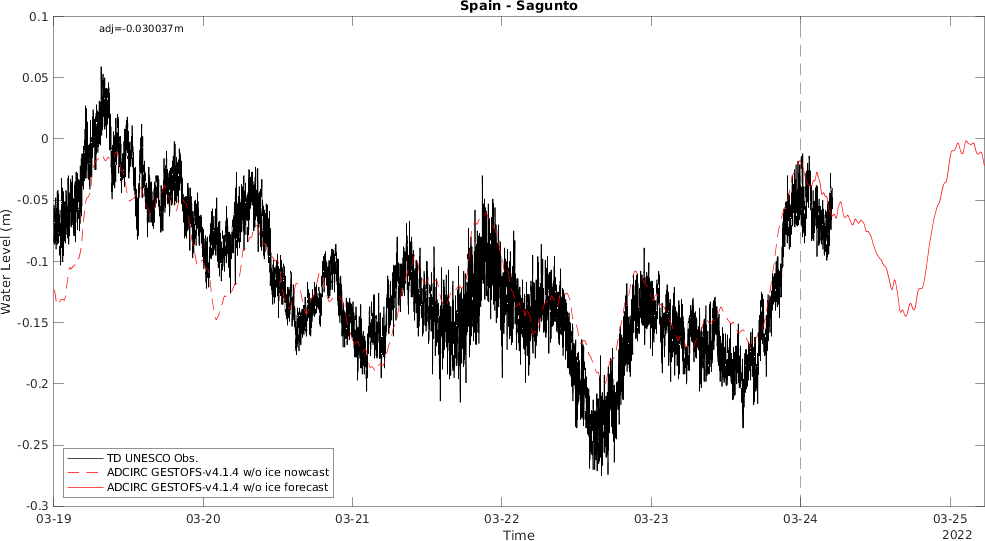 Spain - Sagunto
adj=-0.030037m
0.1
0.05
0
-0.05
-0.1
-0.15
-0.2
-0.25
-0.3
Water Level (m)
TD UNESCO Obs.
ADCIRC GESTOFS-v4.1.4 w/o ice nowcast
ADCIRC GESTOFS-v4.1.4 w/o ice forecast
03-19 03-20 03-21 03-22 03-23 03-24 03-25
Time
2022